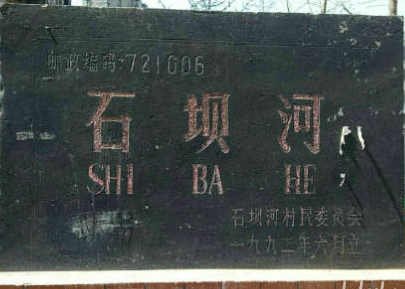 邮政编码:721006
石坝河
SHI BA HE
石坝河村民委员会
一九九二年六月立